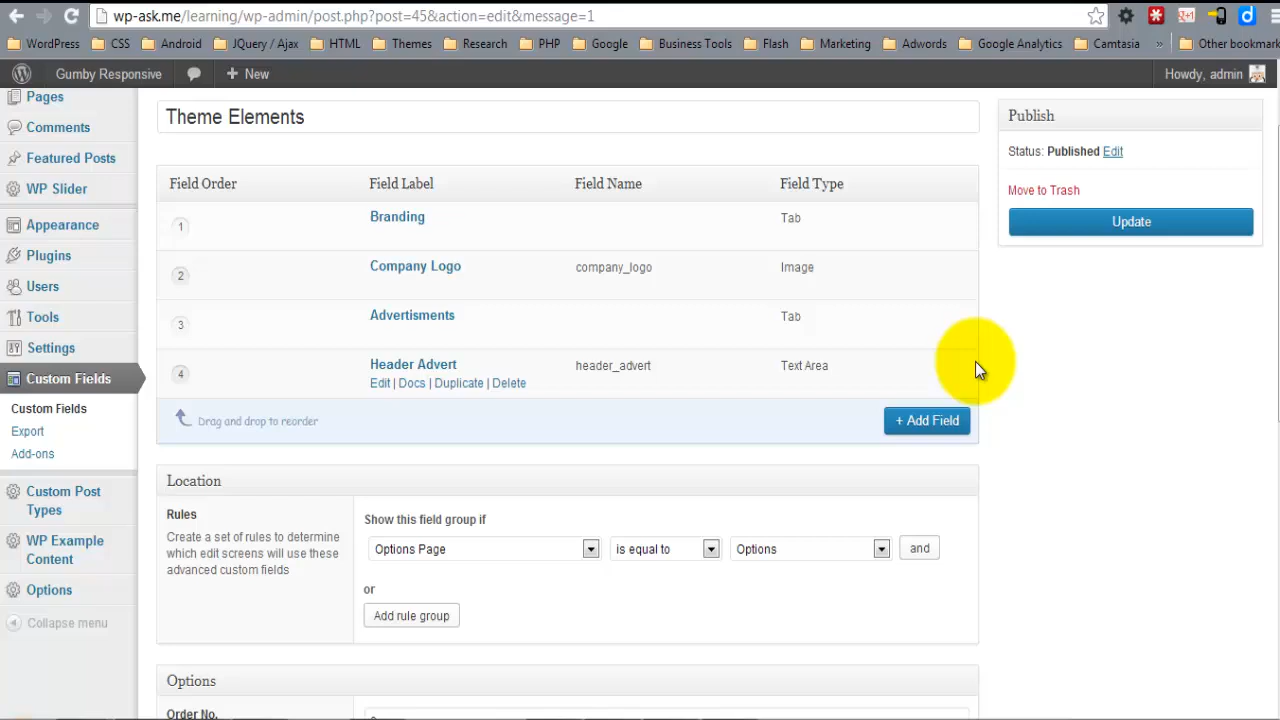 wp-ask.me/learning/wp-admin/post.php?post=45&action=edit&message=1
WordPress CSS Android JQuery / Ajax HTML Themes Research PHP Google Business Tools Flash Marketing Adwords Google Analytics Camtasia » Other bookmark
Gumby Responsive + New Howdy, admin
Pages
Comments
Featured Posts
WP Slider
Appearance
Plugins
Users
Tools
Settings
Custom Fields
Custom Fields
Export
Add-ons
Custom Post
Types
WP Example
Content
Options
Collapse menu
Theme Elements
Field Order Field Label Field Name Field Type
1 Branding Tab
2 Company Logo company_logo Image
3 Advertisments Tab
4 Header Advert header_advert Text Area
Edit | Docs | Duplicate | Delete
Drag and drop to reorder + Add Field
Location
Rules
Create a set of rules to determine
which edit screens will use these
advanced custom fields
Show this field group if
Options Page is equal to Options and
or
Add rule group
Options
Order No.
Publish
Status: Published Edit
Move to Trash
Update